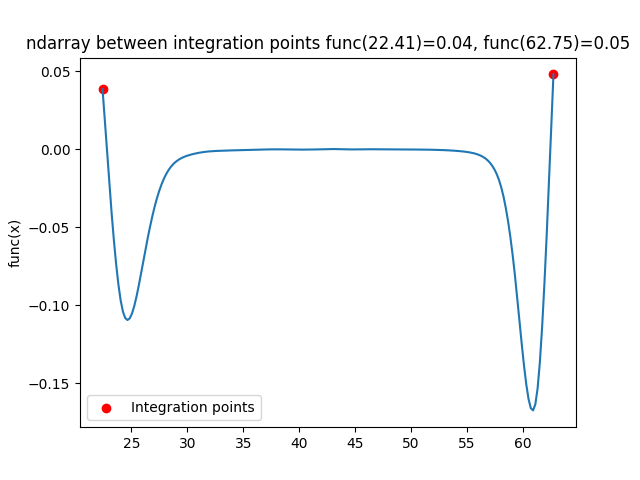 ndarray between integration points func(22.41)=0.04, func(62.75)=0.05
0.05
0.00
−0.05
−0.10
−0.15
func(x)
Integration points
25 30 35 40 45 50 55 60